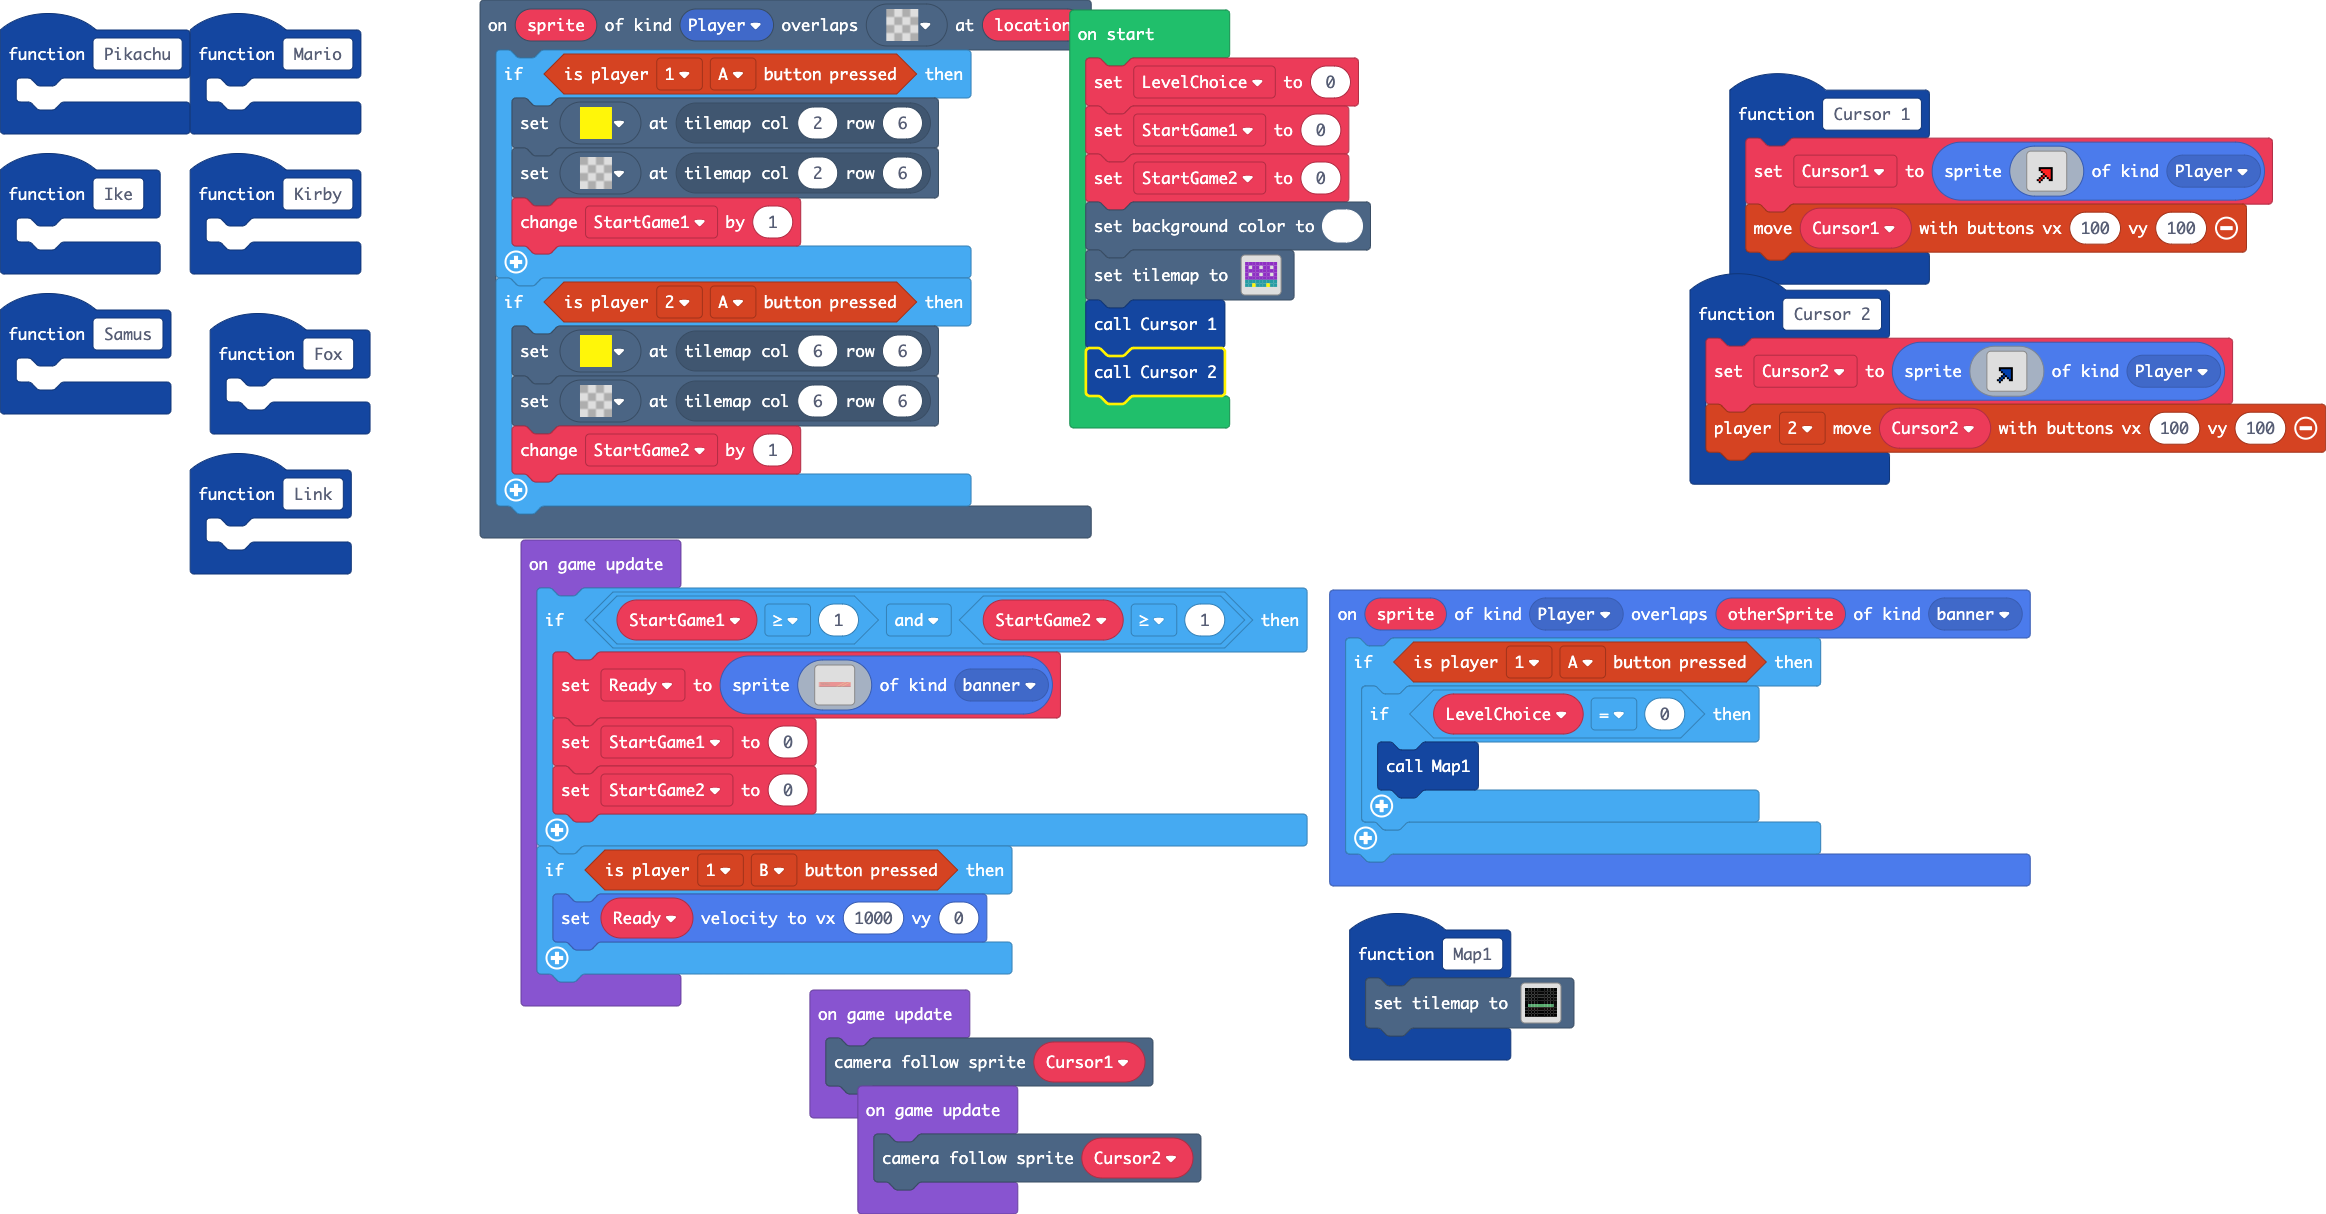 function Pikachu
function Mario
function Ike
function Kirby
function Samus
function Fox
function Link
on sprite of kind Player overlaps at location
if is player 1 A button pressed then
set at tilemap col 2 row 6
set at tilemap col 2 row 6
change StartGame1 by 1
if is player 2 A button pressed then
set at tilemap col 6 row 6
set at tilemap col 6 row 6
change StartGame2 by 1
on start
set LevelChoice to 0
set StartGame1 to 0
set StartGame2 to 0
set background color to
set tilemap to
call Cursor 1
call Cursor 2
function Cursor 1
set Cursor1 to sprite of kind Player
move Cursor1 with buttons vx 100 vy 100
function Cursor 2
set Cursor2 to sprite of kind Player
player 2 move Cursor2 with buttons vx 100 vy 100
on game update
if StartGame1 ≥ 1 and StartGame2 ≥ 1 then
set Ready to sprite of kind banner
set StartGame1 to 0
set StartGame2 to 0
if is player 1 B button pressed then
set Ready velocity to vx 1000 vy 0
on game update
camera follow sprite Cursor1
on game update
camera follow sprite Cursor2
on sprite of kind Player overlaps otherSprite of kind banner
if is player 1 A button pressed then
if LevelChoice = 0 then
call Map1
function Map1
set tilemap to